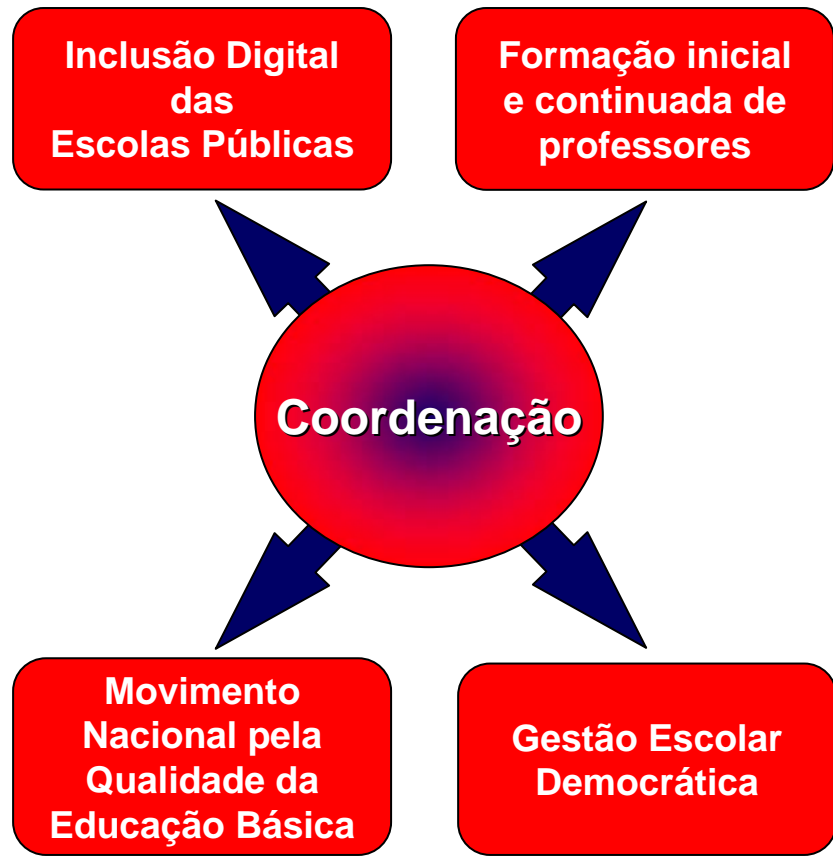 Inclusão Digital
das
Escolas Públicas
Formação inicial
e continuada de
professores
Coordenação
Movimento
Nacional pela
Qualidade da
Educação Básica
Gestão Escolar
Democrática